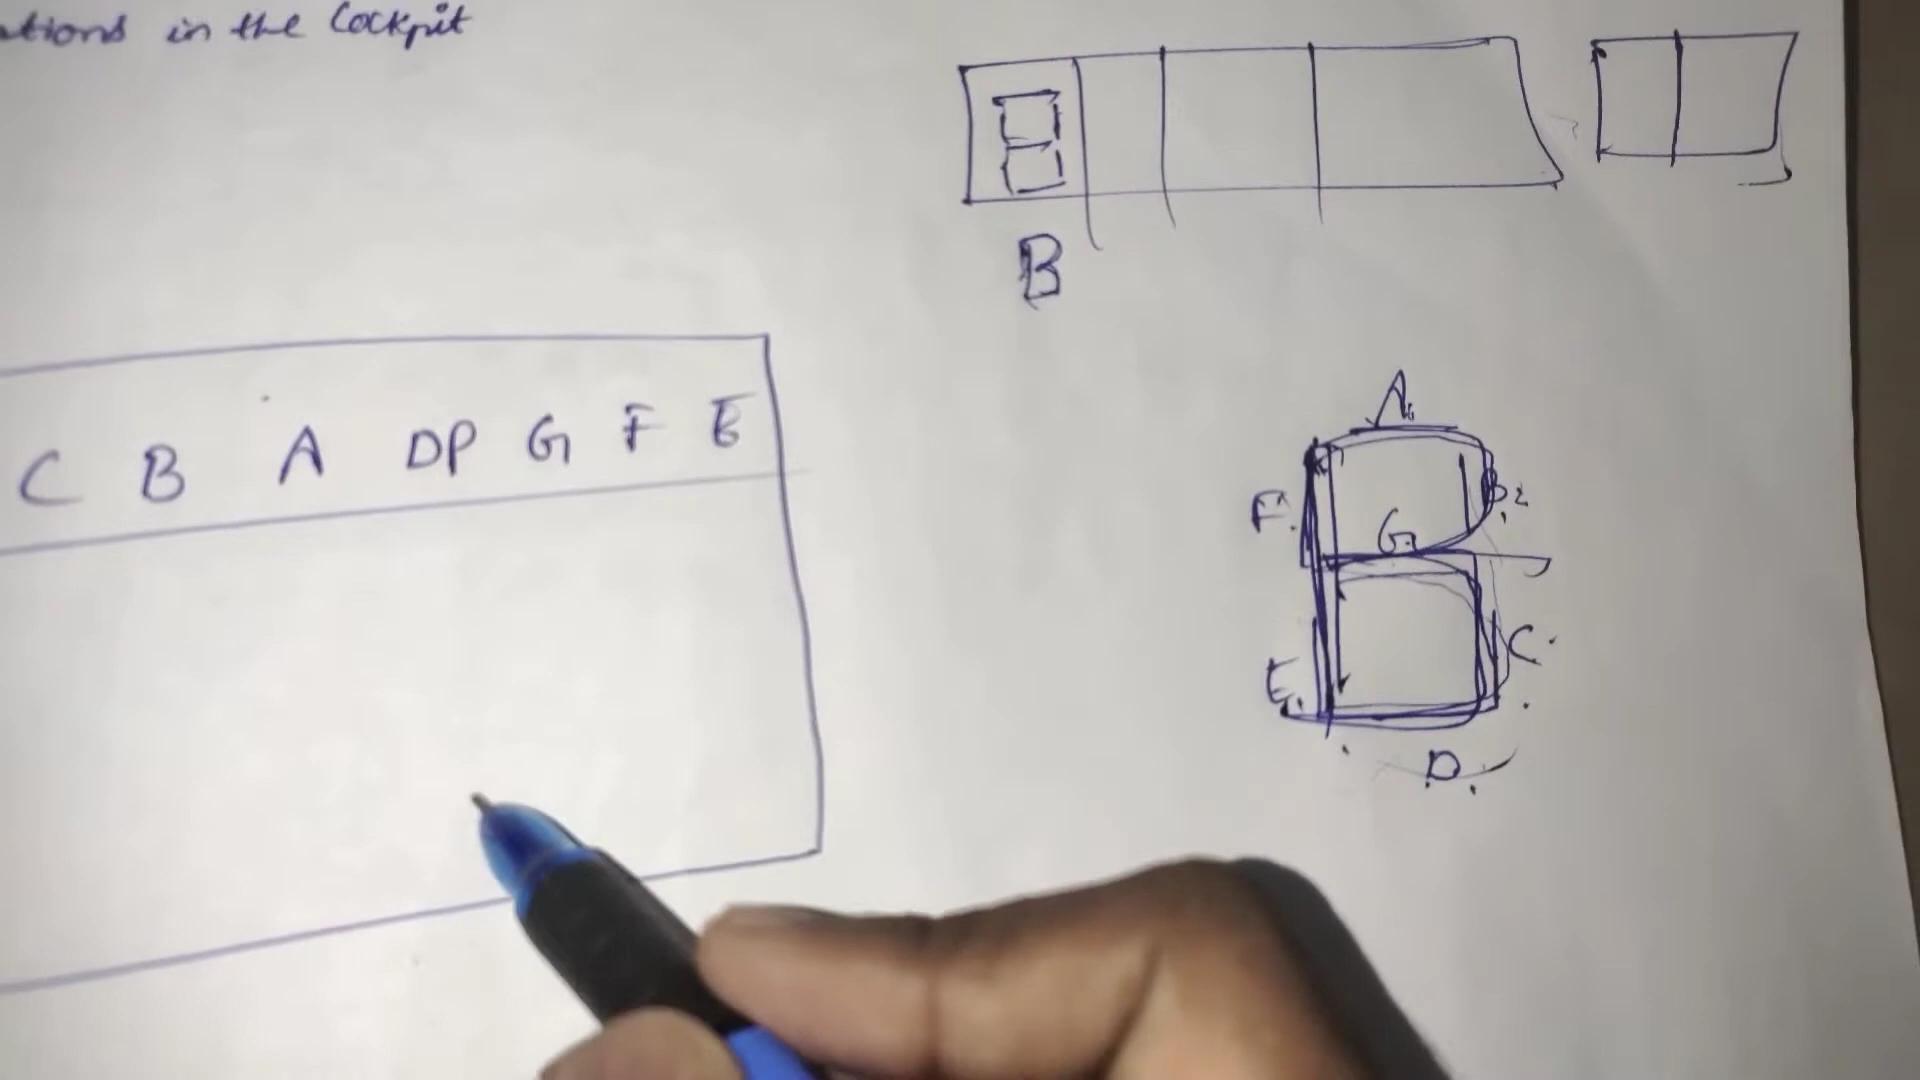 in the Cockpit
B
C B A DP G F E
A
F B
G
E C
D